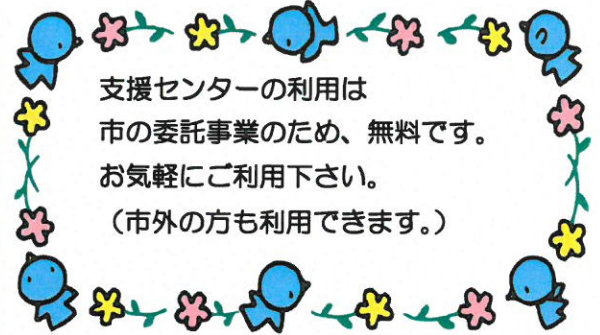 支援センターの利用は
市の委託事業のため、無料です。
お気軽にご利用下さい。
（市外の方も利用できます。）